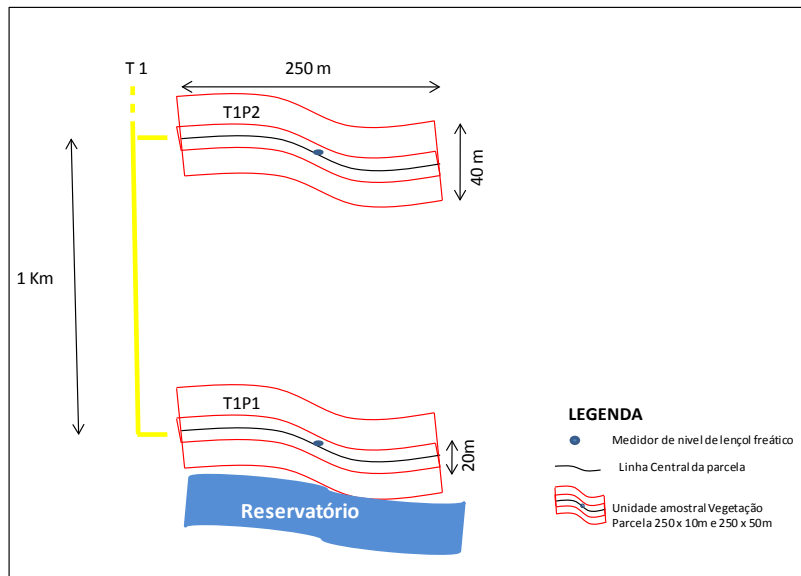 T 1
250 m
T1P2
40 m
1 Km
T1P1
20m
Reservatório
LEGENDA
Medidor de nivel de lençol freático
Linha Central da parcela
Unidade amostral Vegetação
Parcela 250 x 10m e 250 x 50m